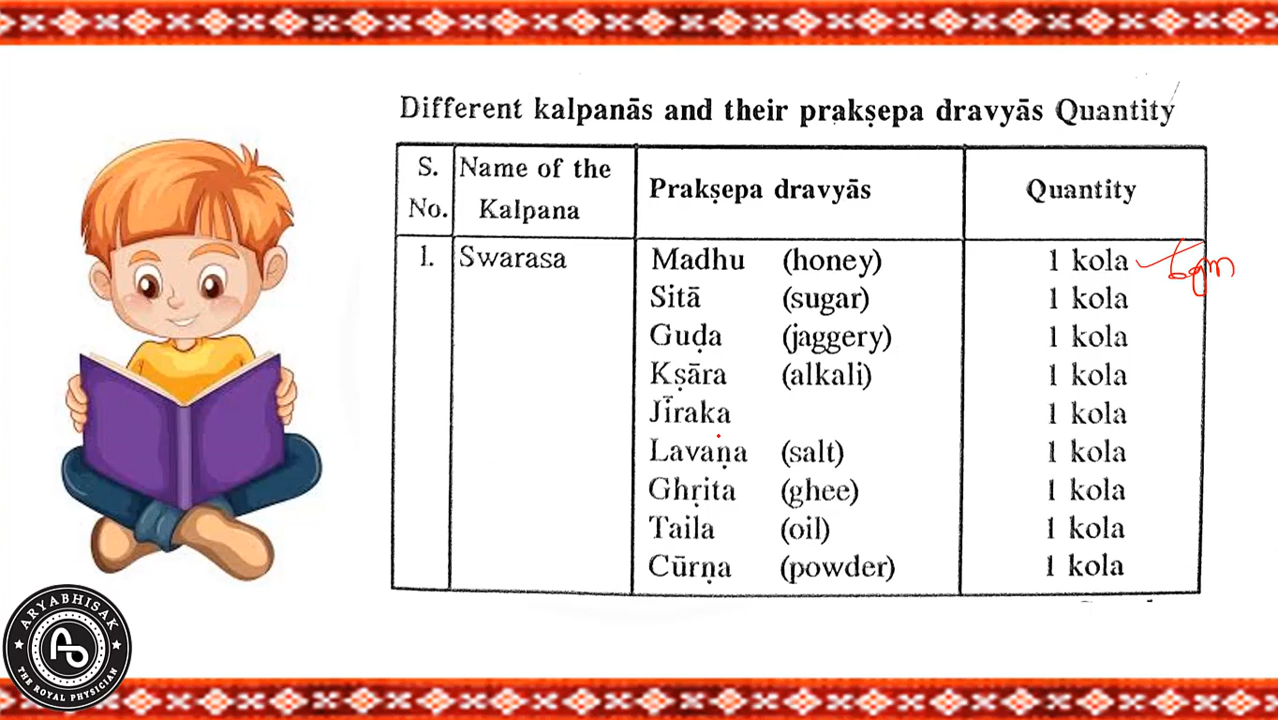 Different kalpanās and their prakṣepa dravyās Quantity
S. No. Name of the Kalpana Prakṣepa dravyās Quantity
1. Swarasa Madhu (honey) 1 kola 6gm
Sitā (sugar) 1 kola
Guḍa (jaggery) 1 kola
Kṣāra (alkali) 1 kola
Jīraka 1 kola
Lavaṇa (salt) 1 kola
Ghṛita (ghee) 1 kola
Taila (oil) 1 kola
Cūrṇa (powder) 1 kola
ARYABHISAK
THE ROYAL PHYSICIAN